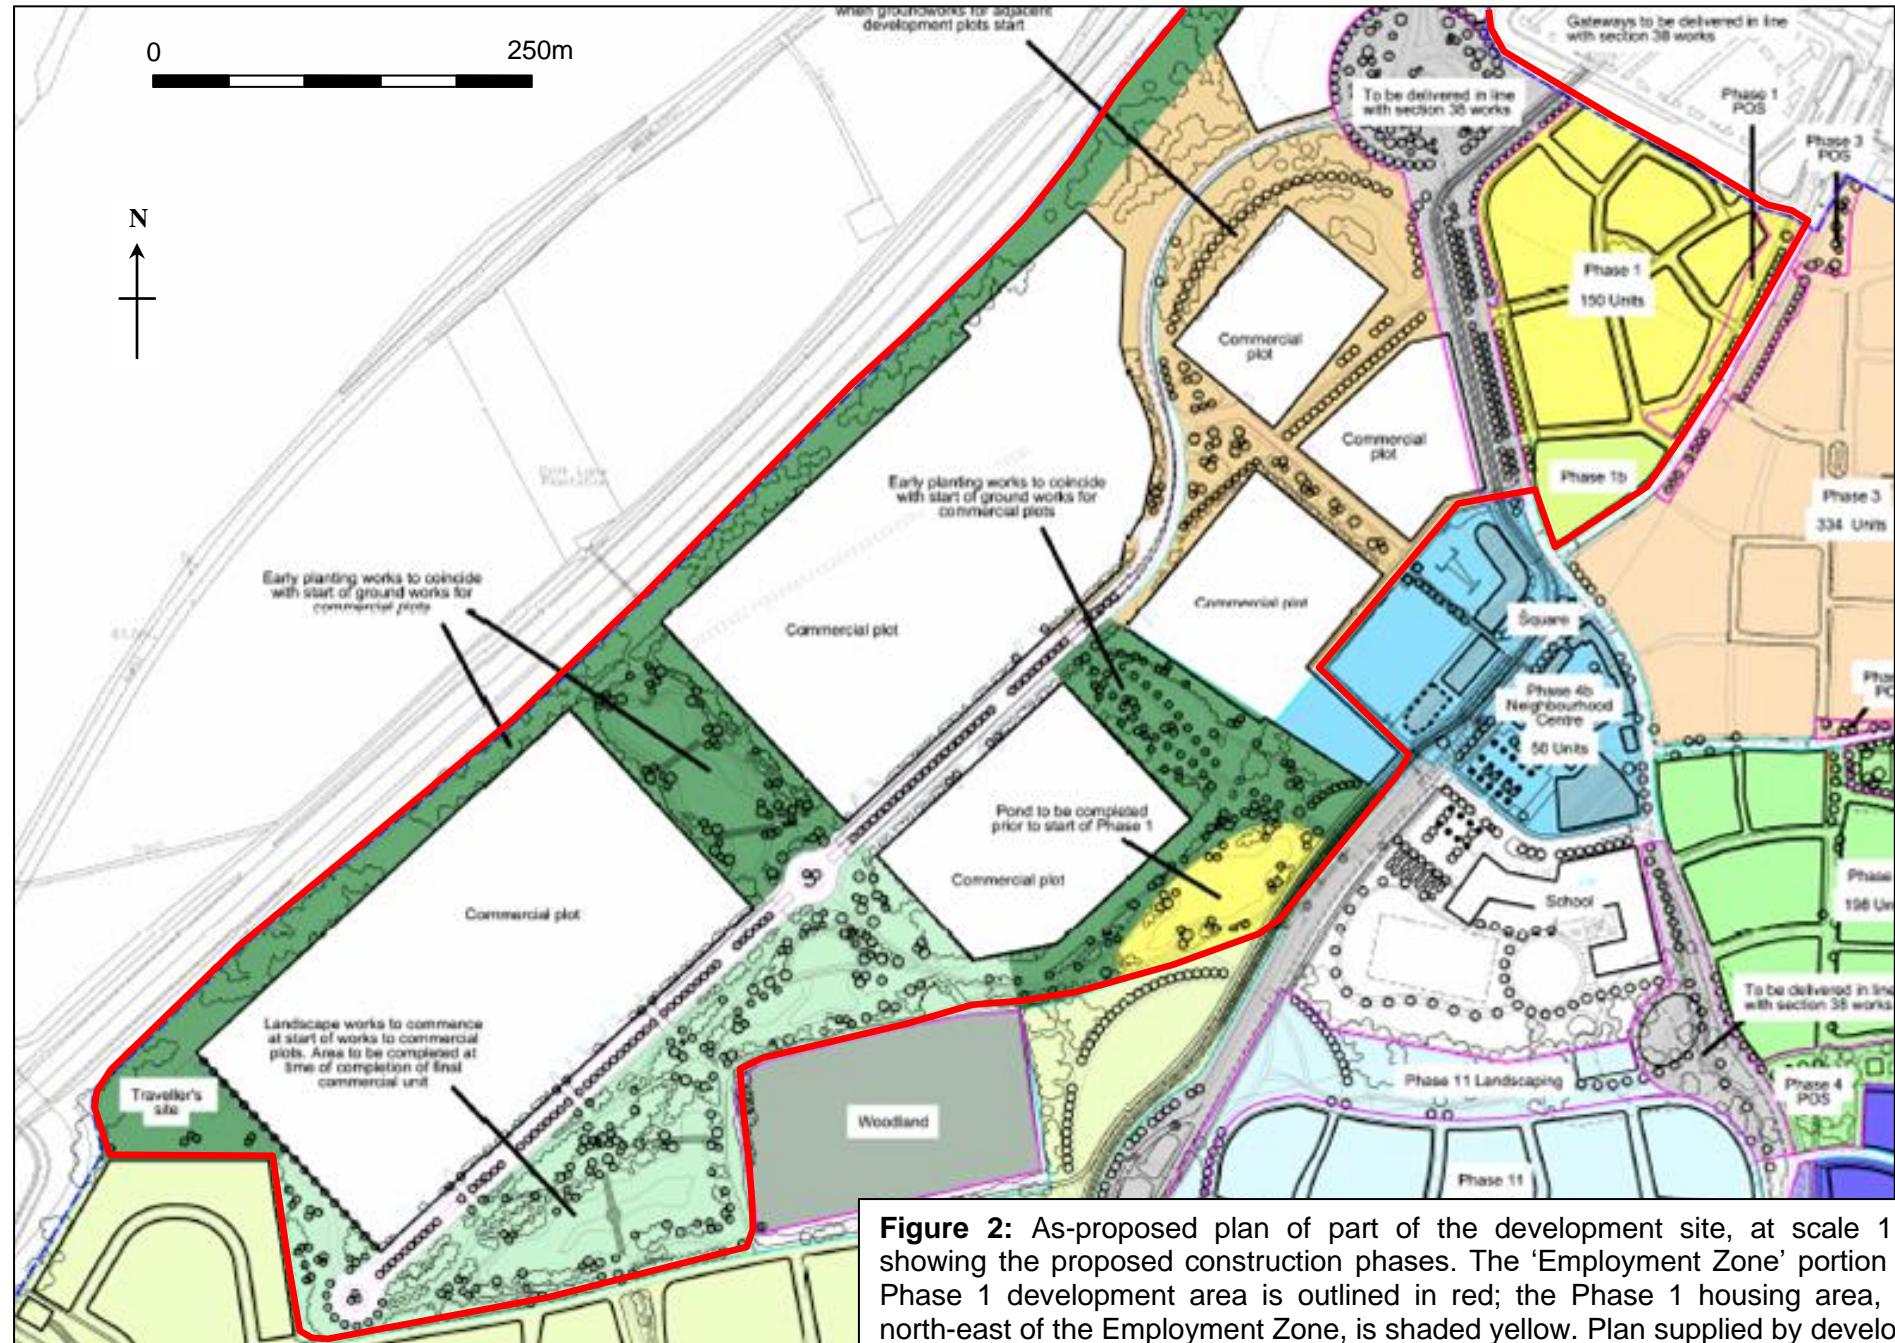 when groundworks for adjacent
development plots start
Gateways to be delivered in line
with section 38 works
0 250m
To be delivered in line
with section 38 works
Phase 1
POS
Phase 3
POS
N
Phase 1
150 Units
Commercial
plot
Commercial
plot
Phase 1b
Phase 3
334 Units
Early planting works to coincide
with start of ground works for
commercial plots
Early planting works to coincide
with start of ground works for
commercial plots
Commercial plot
Commercial plot
Square
Phase 4b
Neighbourhood
Centre
50 Units
Pond to be completed
prior to start of Phase 1
Commercial plot
Commercial plot
School
Phase
198 Un
To be delivered in line
with section 38 works
Landscape works to commence
at start of works to commercial
plots. Area to be completed at
time of completion of final
commercial unit
Traveller's
site
Woodland
Phase 11 Landscaping
Phase 4
POS
Phase 11
Figure 2: As-proposed plan of part of the development site, at scale 1
showing the proposed construction phases. The ‘Employment Zone’ portion
Phase 1 development area is outlined in red; the Phase 1 housing area,
north-east of the Employment Zone, is shaded yellow. Plan supplied by develo